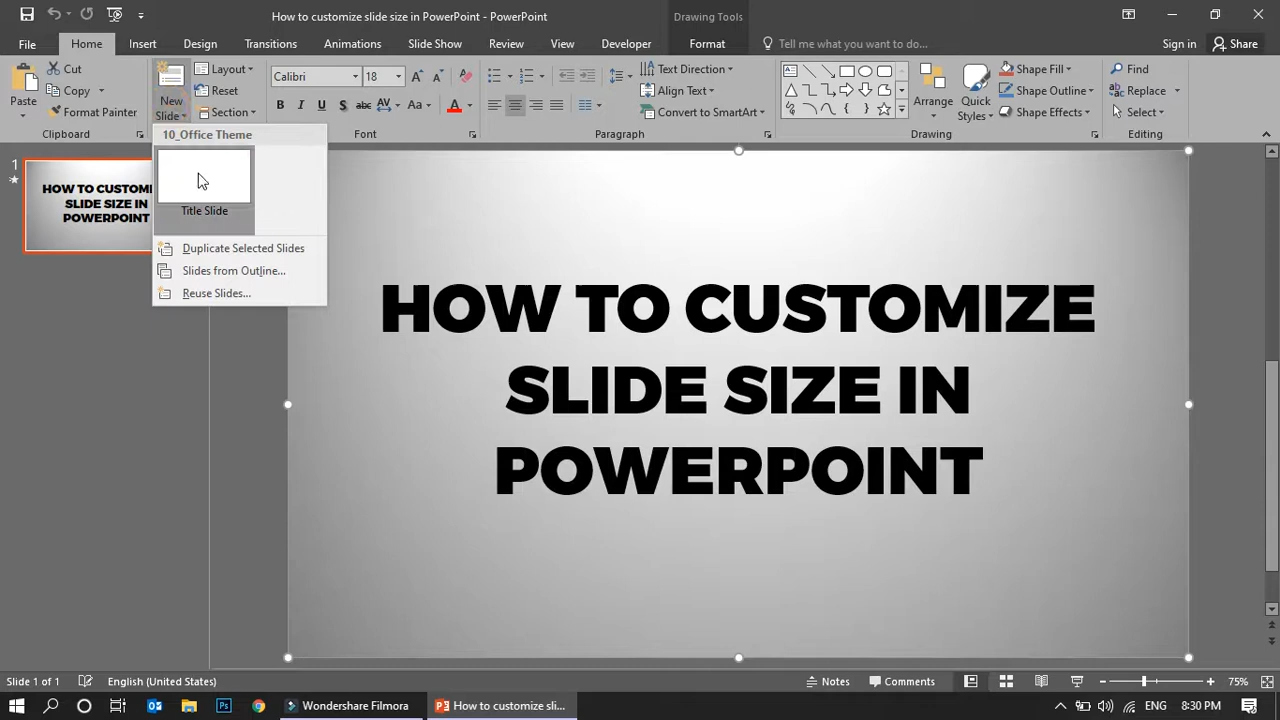 How to customize slide size in PowerPoint - PowerPoint
Drawing Tools
File
Home
Insert
Design
Transitions
Animations
Slide Show
Review
View
Developer
Format
Tell me what you want to do...
Sign in
Share
Paste
Cut
Copy
Format Painter
Clipboard
New
Slide
Layout
Reset
Section
Calibri
18
B I U S abc AV Aa A
Font
Text Direction
Align Text
Convert to SmartArt
Paragraph
Arrange
Quick
Styles
Shape Fill
Shape Outline
Shape Effects
Drawing
Find
Replace
Select
Editing
10_Office Theme
Title Slide
Duplicate Selected Slides
Slides from Outline...
Reuse Slides...
1
HOW TO CUSTOMI
SLIDE SIZE IN
POWERPOINT
HOW TO CUSTOMIZE
SLIDE SIZE IN
POWERPOINT
Slide 1 of 1
English (United States)
Notes
Comments
75%
Wondershare Filmora
How to customize sli...
ENG
8:30 PM